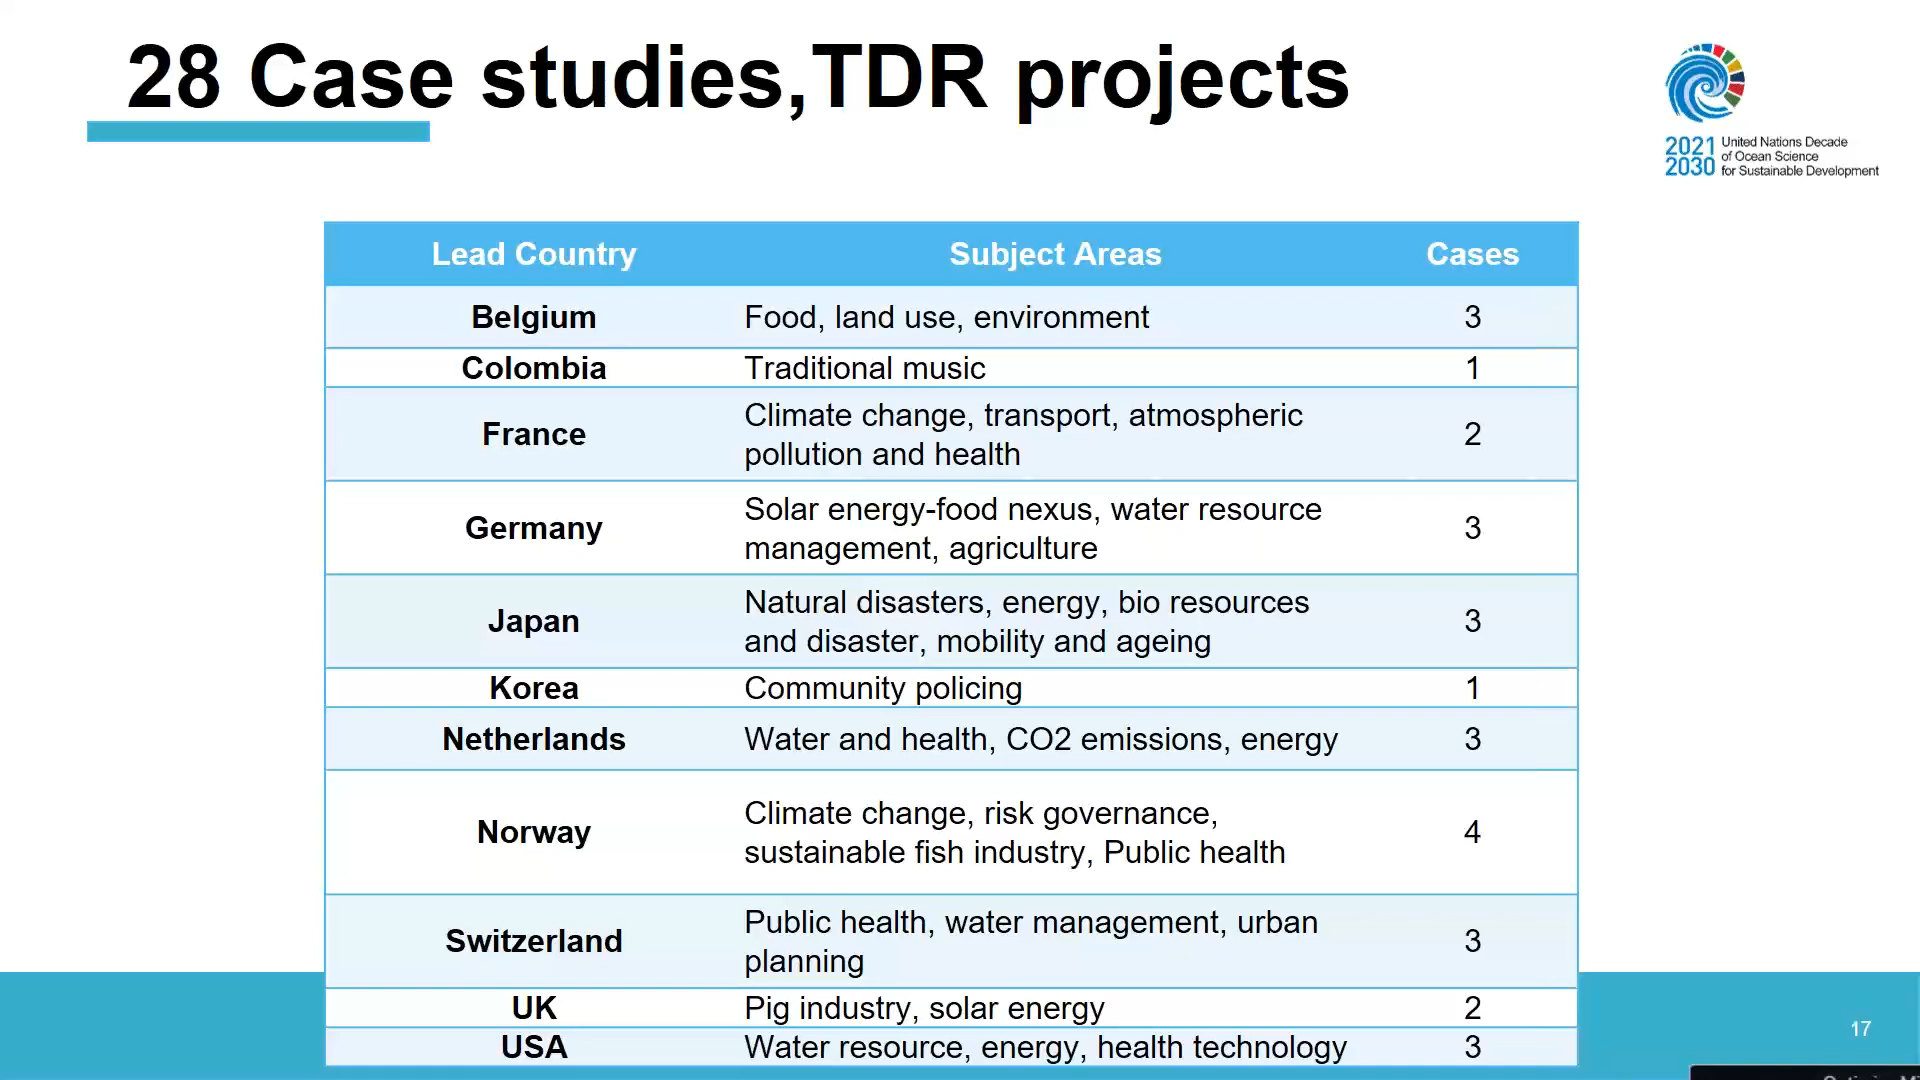 28 Case studies,TDR projects
2021 United Nations Decade
of Ocean Science
2030 for Sustainable Development
Lead Country Subject Areas Cases
Belgium Food, land use, environment 3
Colombia Traditional music 1
France Climate change, transport, atmospheric
pollution and health 2
Germany Solar energy-food nexus, water resource
management, agriculture 3
Japan Natural disasters, energy, bio resources
and disaster, mobility and ageing 3
Korea Community policing 1
Netherlands Water and health, CO2 emissions, energy 3
Norway Climate change, risk governance,
sustainable fish industry, Public health 4
Switzerland Public health, water management, urban
planning 3
UK Pig industry, solar energy 2
USA Water resource, energy, health technology 3
17